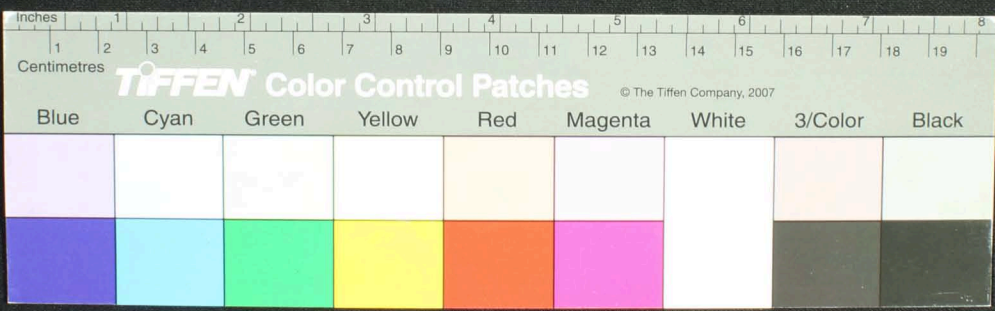 Inches 1 2 3 4 5 6 7 8
1 2 3 4 5 6 7 8 9 10 11 12 13 14 15 16 17 18 19
Centimetres
TIFFEN Color Control Patches © The Tiffen Company, 2007
Blue Cyan Green Yellow Red Magenta White 3/Color Black